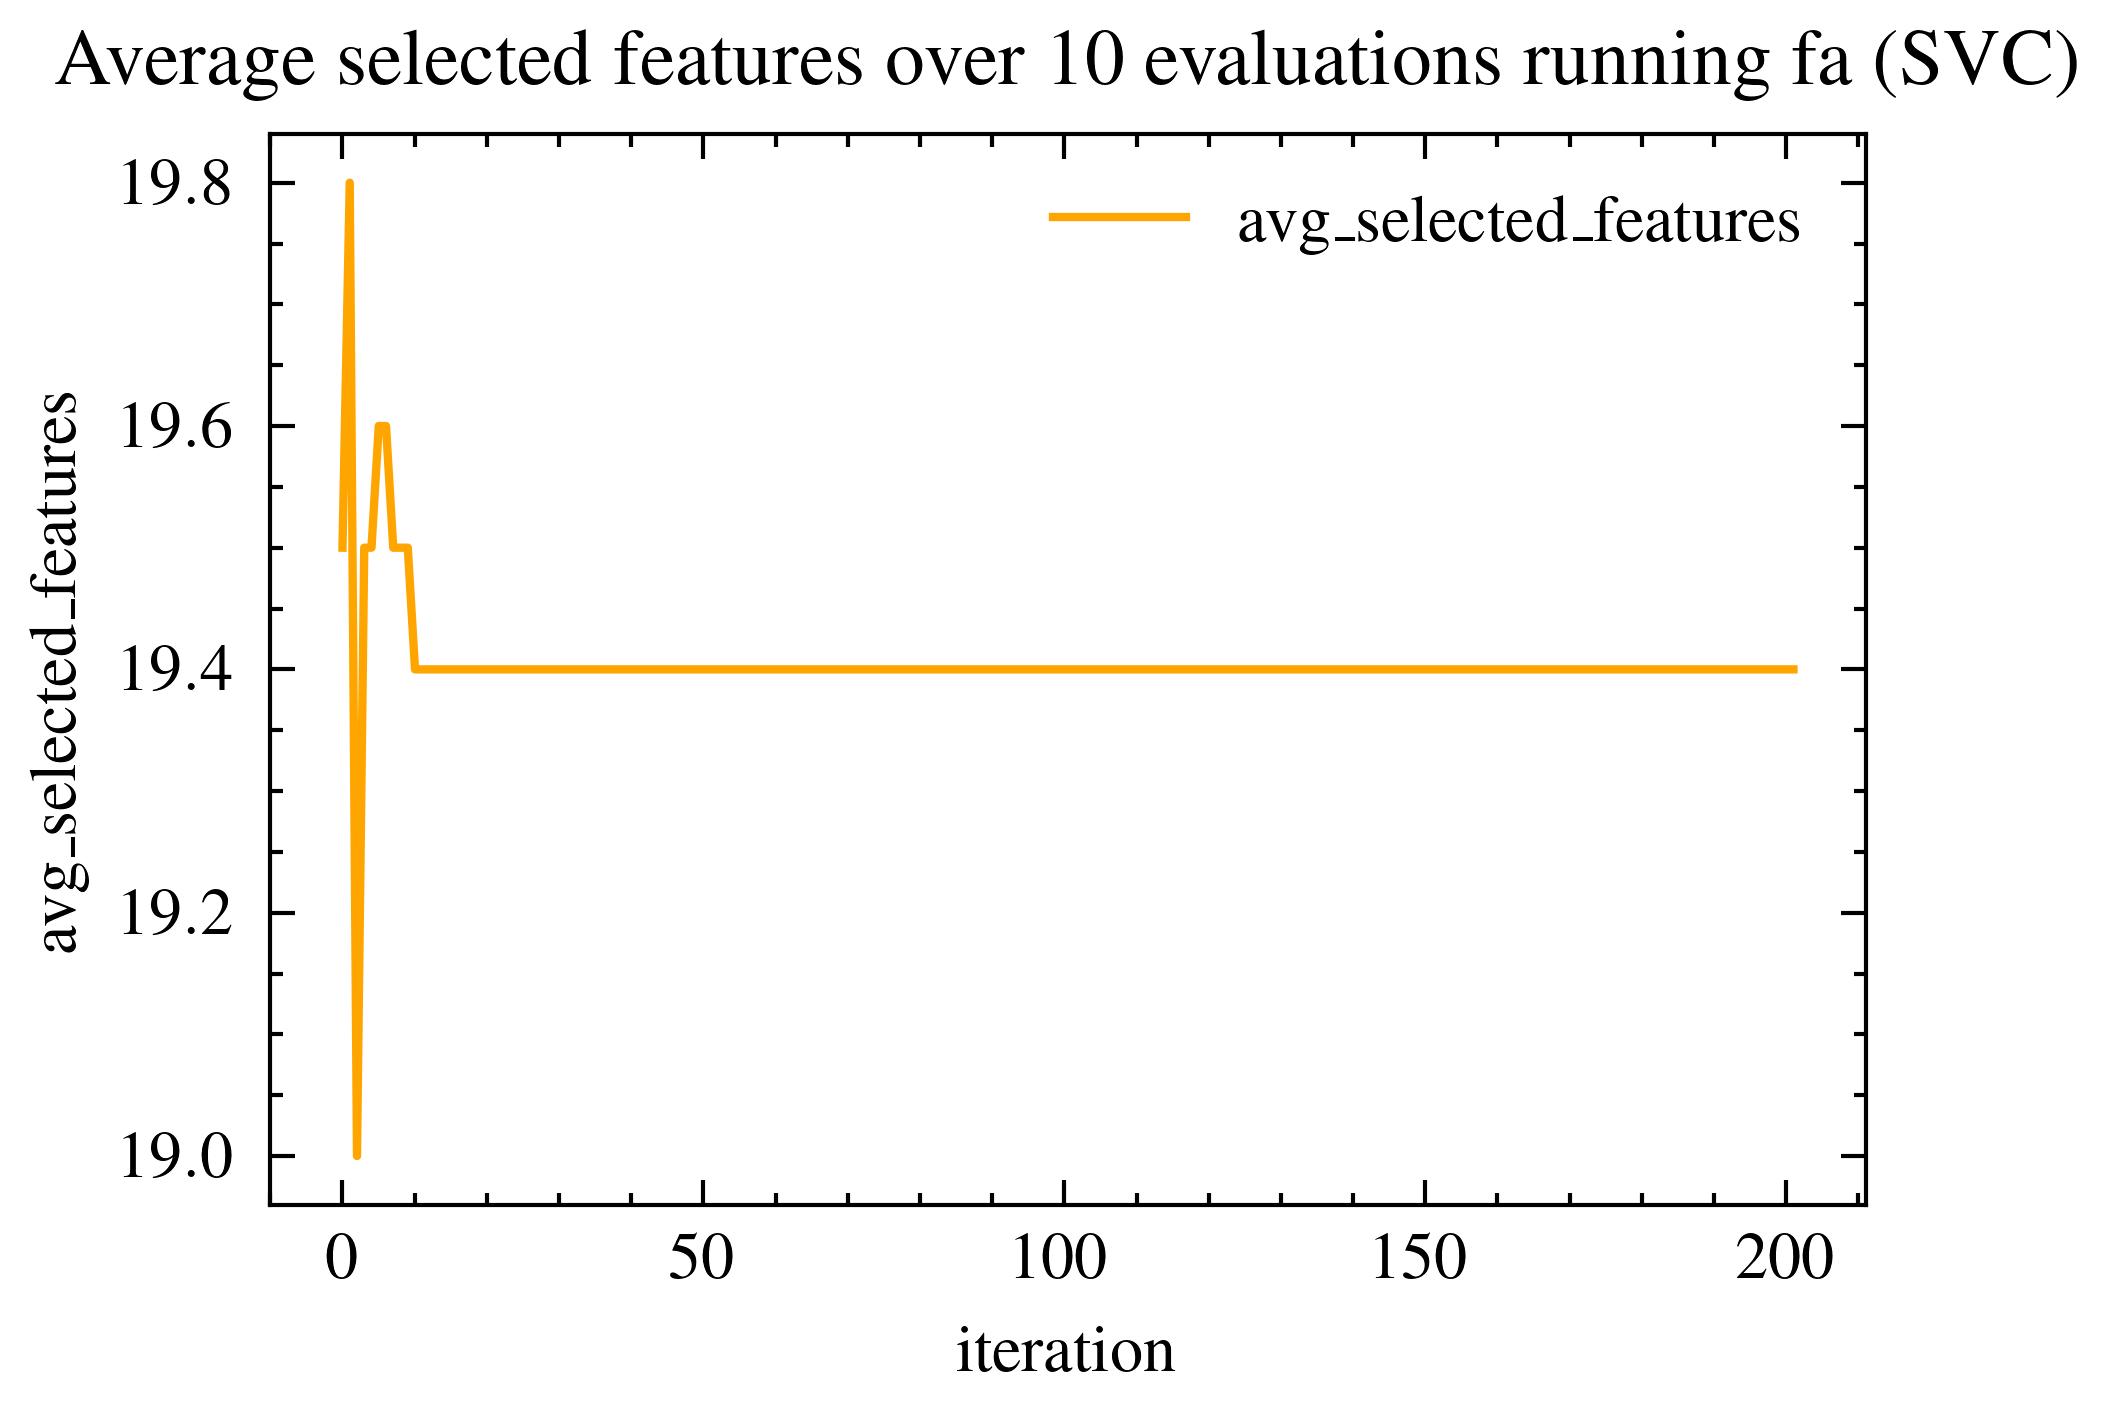 Average selected features over 10 evaluations running fa (SVC)
avg_selected_features
avg_selected_features
19.8
19.6
19.4
19.2
19.0
0 50 100 150 200
iteration